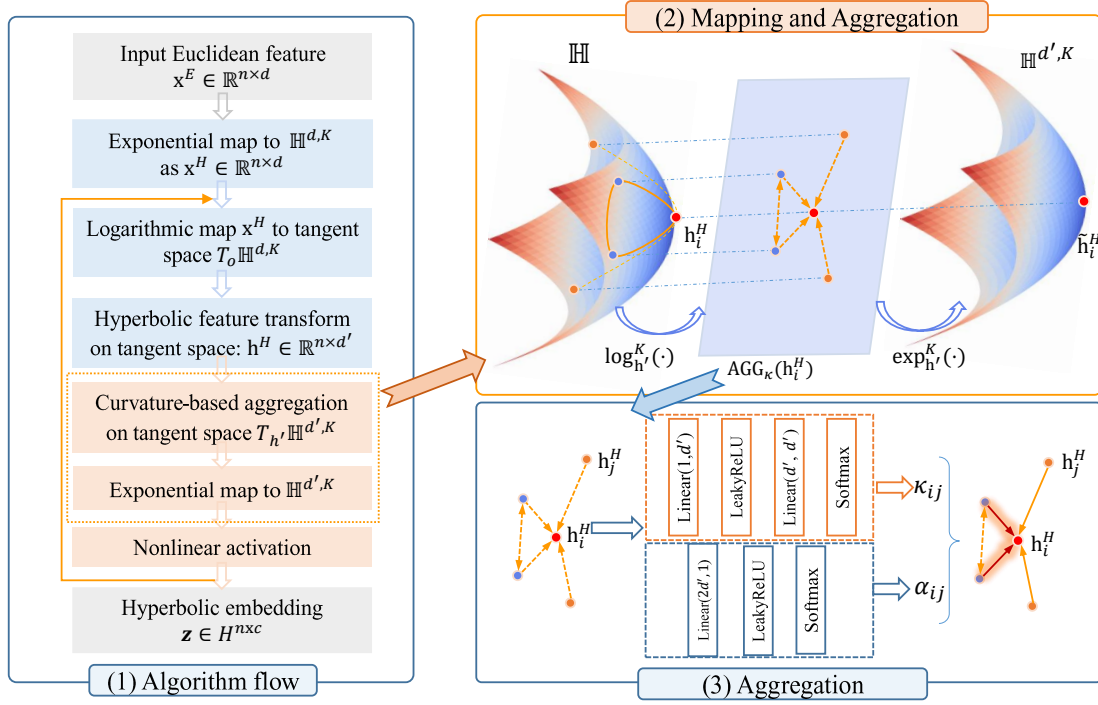 Input Euclidean feature
x^E ∈ ℝ^{n×d}
Exponential map to ℍ^{d,K}
as x^H ∈ ℝ^{n×d}
Logarithmic map x^H to tangent
space T_oℍ^{d,K}
Hyperbolic feature transform
on tangent space: h^H ∈ ℝ^{n×d′}
Curvature-based aggregation
on tangent space T_{h′}ℍ^{d′,K}
Exponential map to ℍ^{d′,K}
Nonlinear activation
Hyperbolic embedding
z ∈ H^{n×c}
(1) Algorithm flow
(2) Mapping and Aggregation
ℍ
ℍ^{d′,K}
h_i^H
h̃_i^H
log_{h′}^K(·)
AGG_κ(h_i^H)
exp_{h′}^K(·)
h_j^H
h_i^H
Linear(1,d′)
LeakyReLU
Linear(d′, d′)
Softmax
κ_{ij}
Linear(2d′, 1)
LeakyReLU
Softmax
α_{ij}
h_j^H
h_i^H
(3) Aggregation